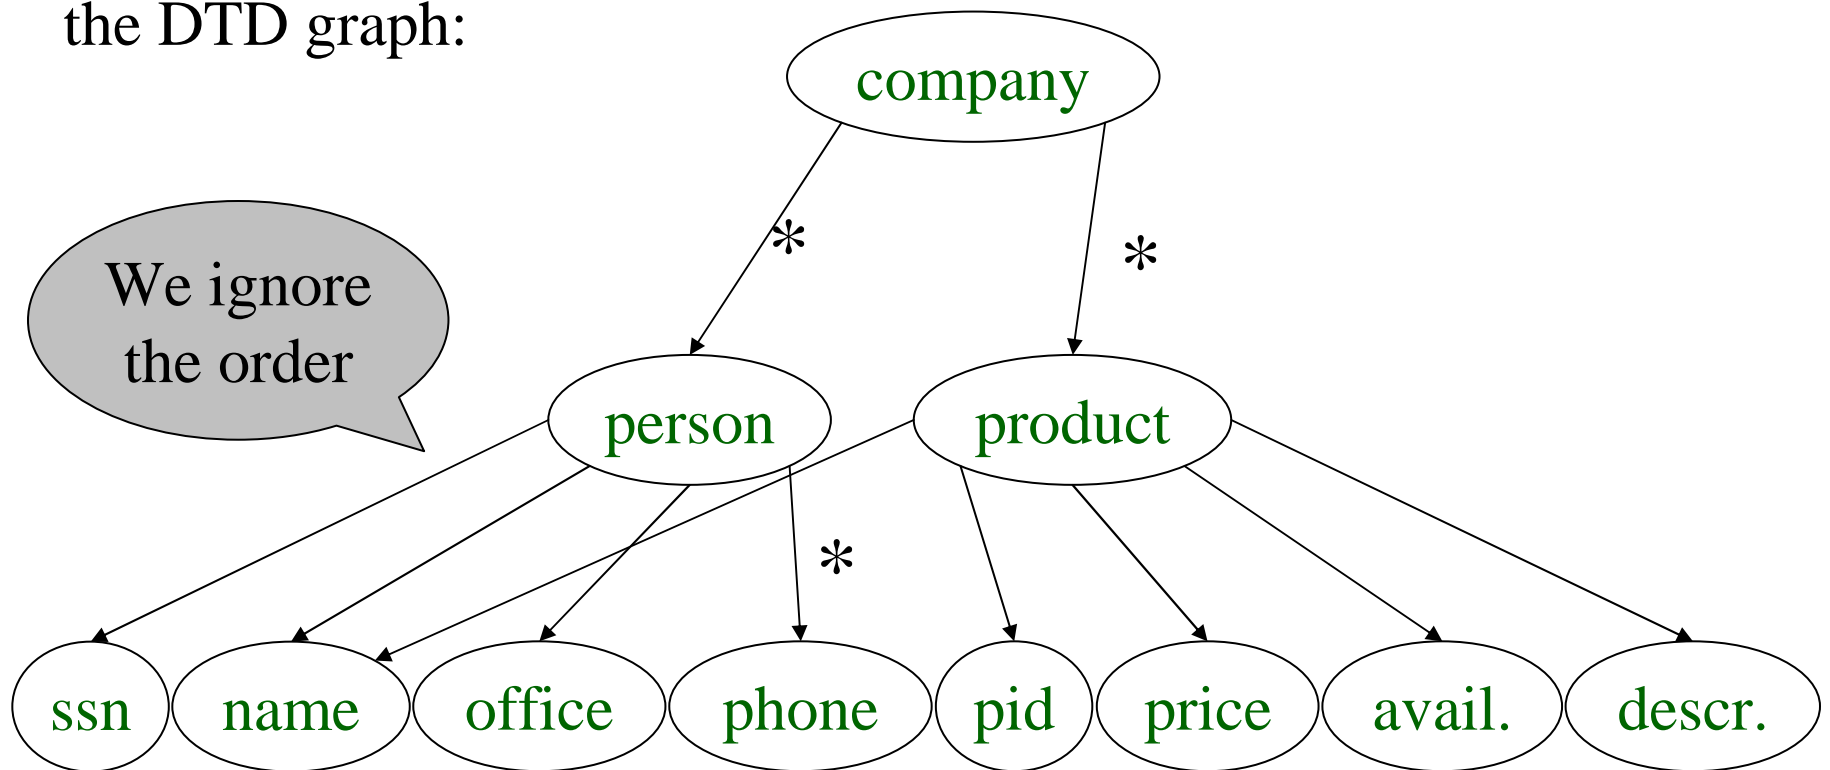 the DTD graph:
company
*
*
We ignore
the order
person
product
*
ssn
name
office
phone
pid
price
avail.
descr.